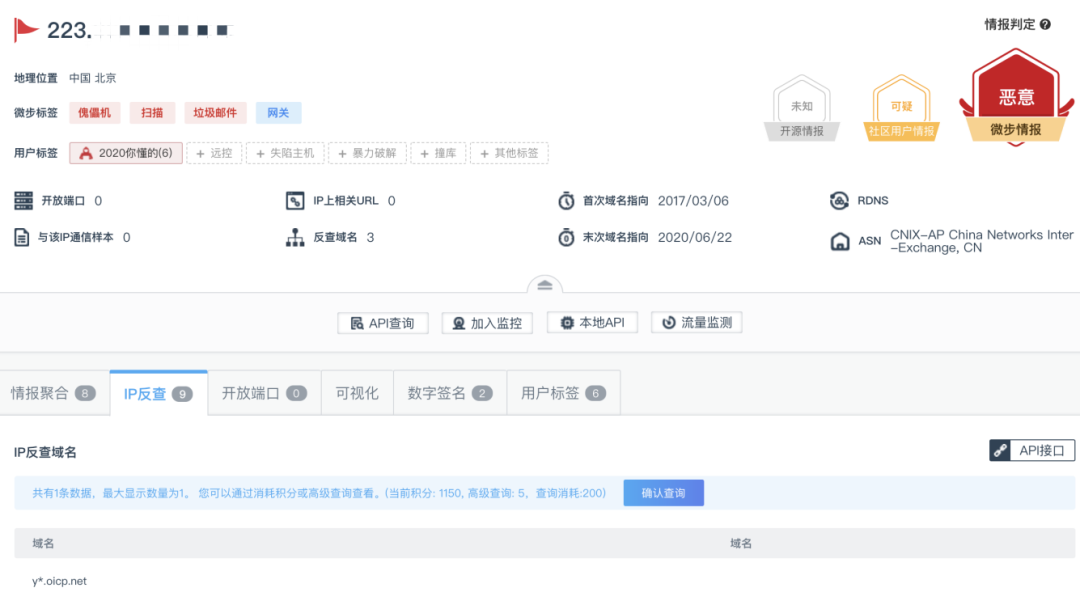 223.
情报判定
地理位置 中国 北京
微步标签 傀儡机 扫描 垃圾邮件 网关
未知
开源情报
可疑
社区用户情报
恶意
微步情报
用户标签 2020你懂的(6) + 远控 + 失陷主机 + 暴力破解 + 撞库 + 其他标签
开放端口 0 IP上相关URL 0 首次域名指向 2017/03/06 RDNS
与该IP通信样本 0 反查域名 3 末次域名指向 2020/06/22 ASN CNIX-AP China Networks Inter
-Exchange, CN
API查询 加入监控 本地API 流量监测
情报聚合 8 IP反查 9 开放端口 0 可视化 数字签名 2 用户标签 6
IP反查域名 API接口
共有1条数据，最大显示数量为1。 您可以通过消耗积分或高级查询查看。(当前积分: 1150, 高级查询: 5，查询消耗:200) 确认查询
域名 域名
y*.oicp.net